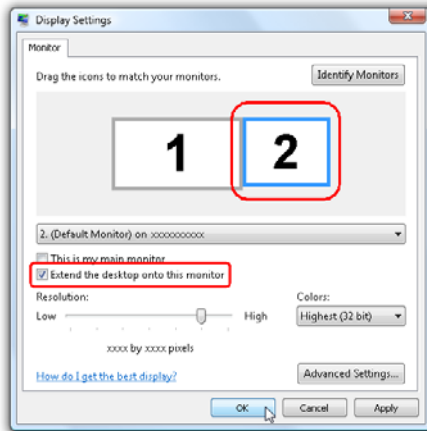 Display Settings
Monitor
Drag the icons to match your monitors.
Identify Monitors
1
2
2. (Default Monitor) on xxxxxxxxxx
This is my main monitor
Extend the desktop onto this monitor
Resolution:
Colors:
Low
High
Highest (32 bit)
xxxx by xxxx pixels
How do I get the best display?
Advanced Settings...
OK
Cancel
Apply